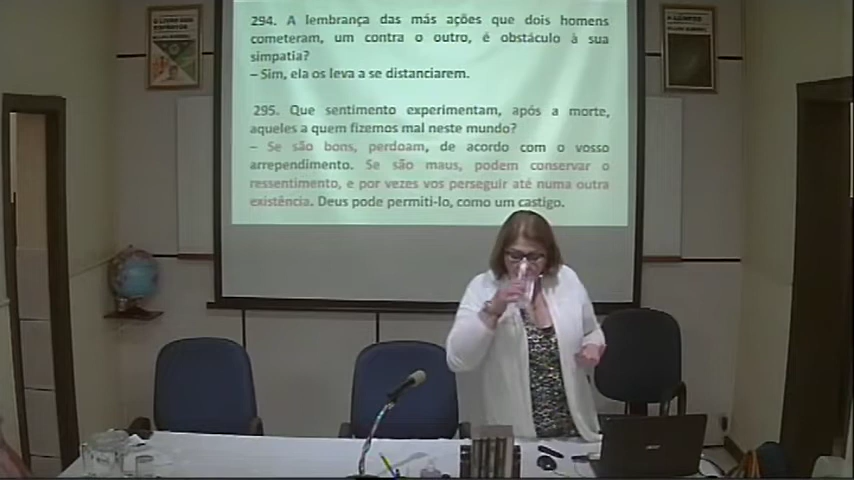 294. A lembrança das más ações que dois homens
cometeram, um contra o outro, é obstáculo à sua
simpatia?
– Sim, ela os leva a se distanciarem.
295. Que sentimento experimentam, após a morte,
aqueles a quem fizemos mal neste mundo?
– Se são bons, perdoam, de acordo com o vosso
arrependimento. Se são maus, podem conservar o
ressentimento, e por vezes vos perseguir até numa outra
existência. Deus pode permiti-lo, como um castigo.